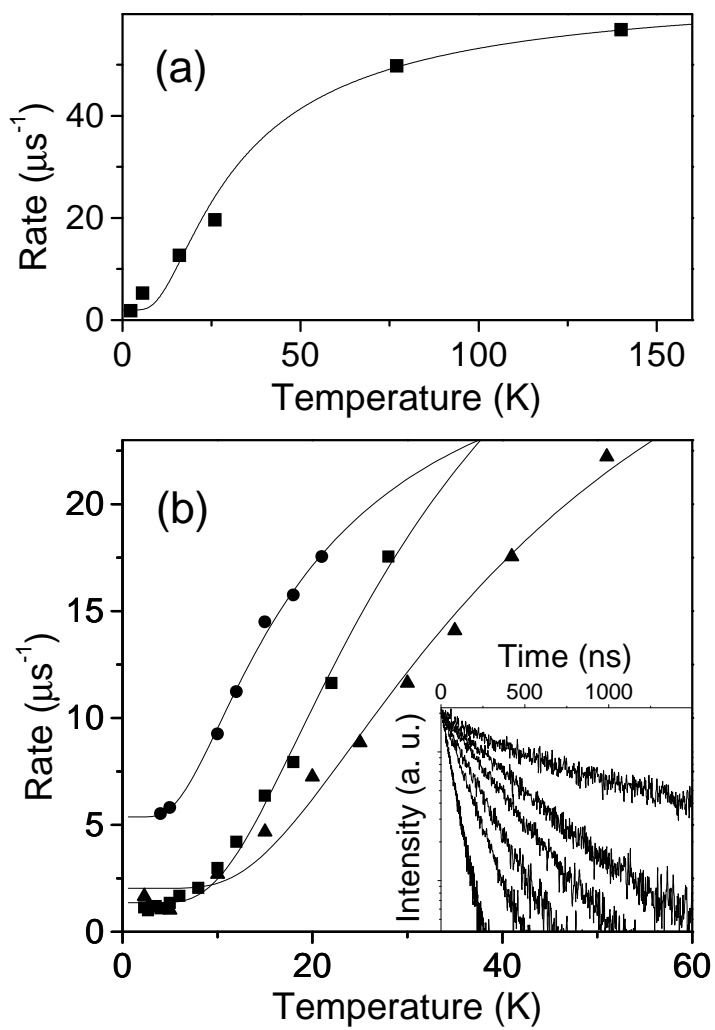 (a)
Rate (μs⁻¹)
40
20
0
0 50 100 150
Temperature (K)
(b)
Rate (μs⁻¹)
20
15
10
5
0
0 20 40 60
Temperature (K)
Time (ns)
0 500 1000
Intensity (a. u.)